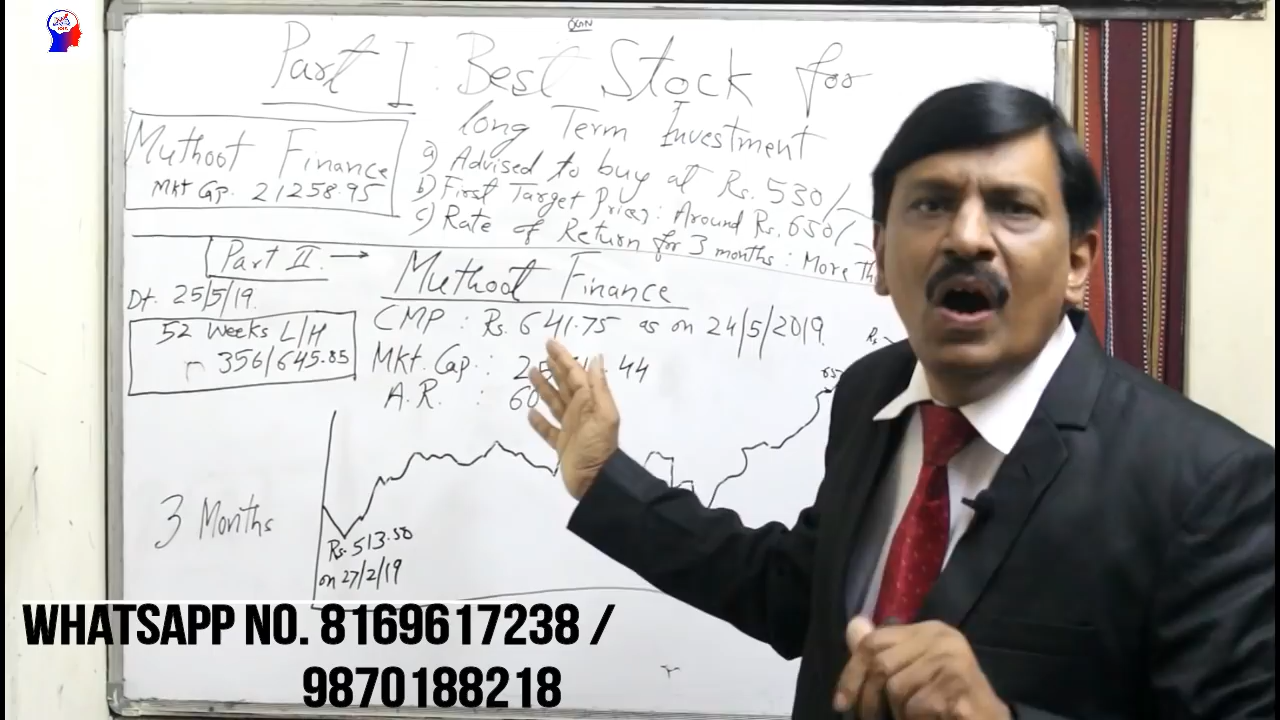 Part I : Best Stock for
long Term Investment
Muthoot Finance
Mkt Cap. 21258.95
a) Advised to buy at Rs. 530/-
b) First Target Price: Around Rs. 650/-
c) Rate of Return for 3 months : More
Part II →
Dt. 25/5/19.
Muthoot Finance
52 Weeks L/H
356/645.85
CMP : Rs. 641.75 as on 24/5/2019.
Mkt. Cap. : 44
A.R. : 60
Rs
3 Months
Rs. 513.50
on 27/2/19
WHATSAPP NO. 8169617238 /
9870188218